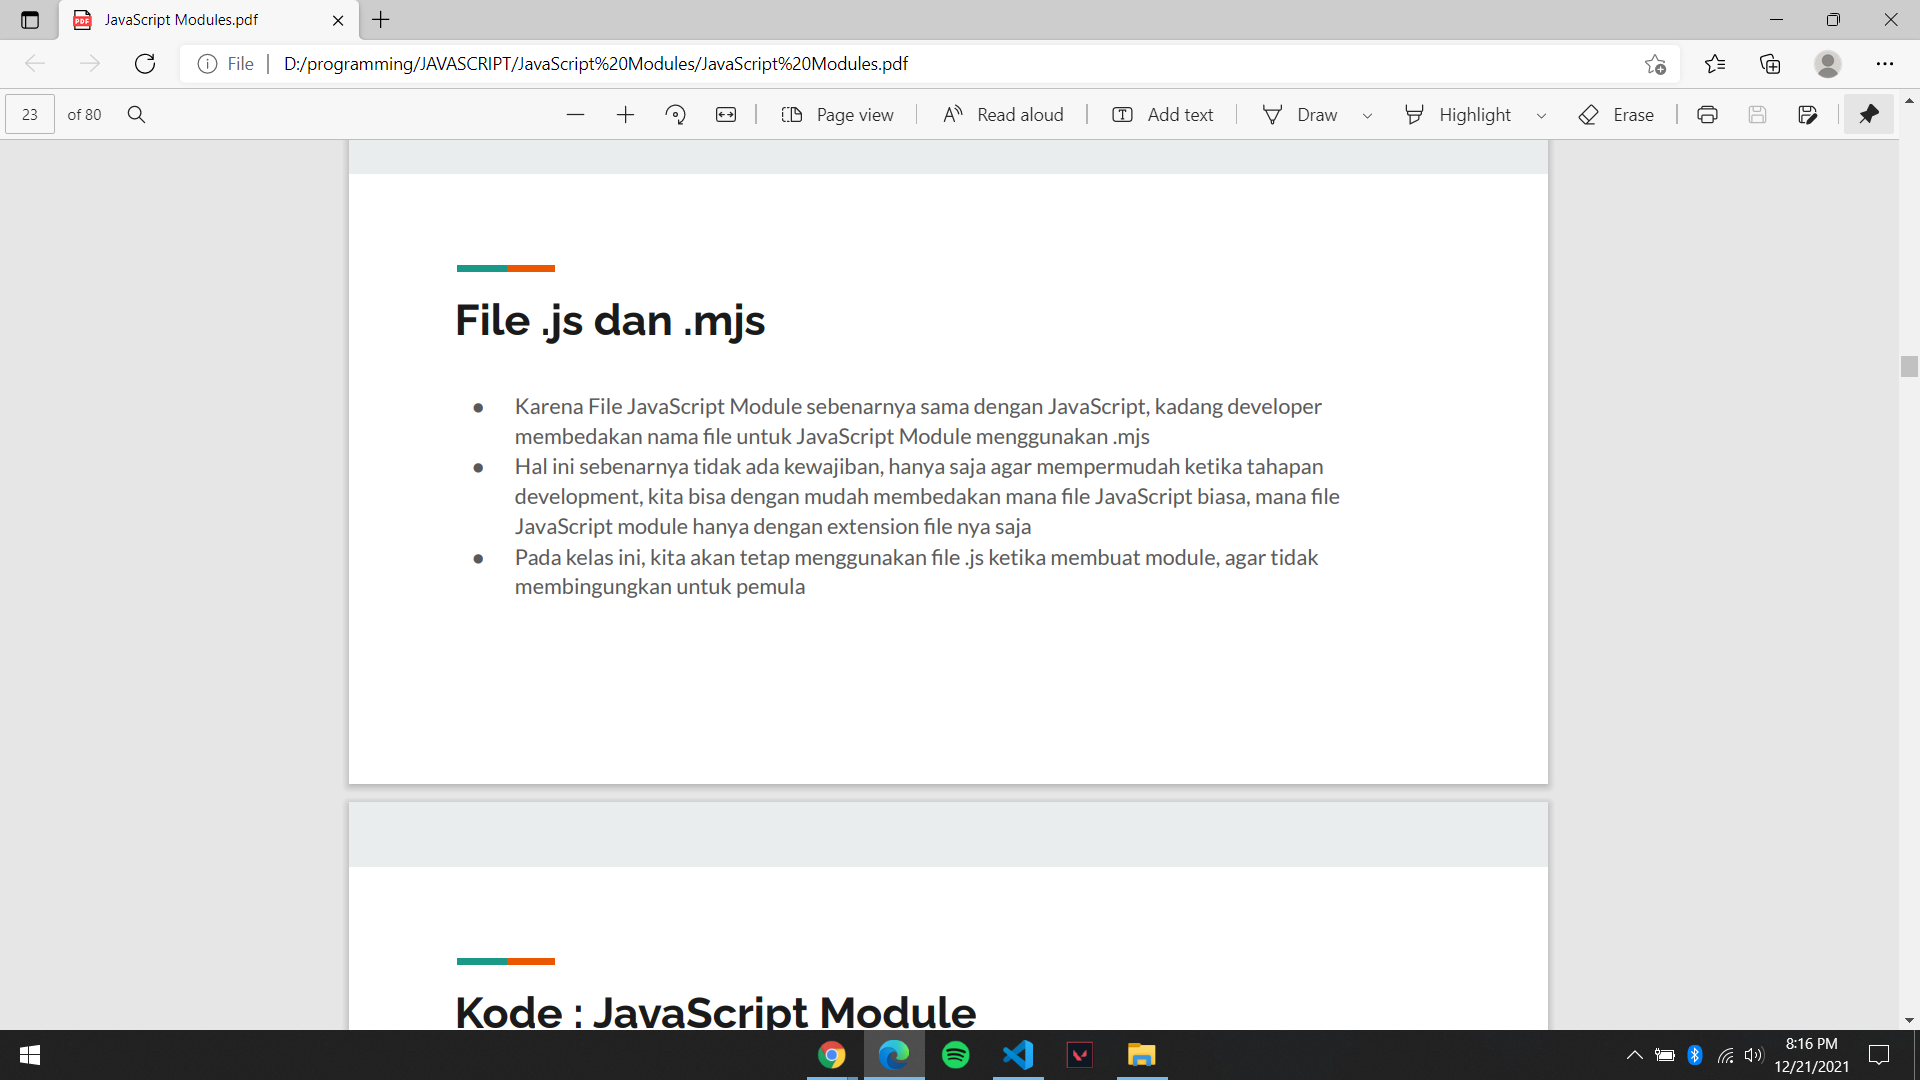 JavaScript Modules.pdf
File
D:/programming/JAVASCRIPT/JavaScript%20Modules/JavaScript%20Modules.pdf
23 of 80
Page view
Read aloud
Add text
Draw
Highlight
Erase
File .js dan .mjs
● Karena File JavaScript Module sebenarnya sama dengan JavaScript, kadang developer
membedakan nama file untuk JavaScript Module menggunakan .mjs
● Hal ini sebenarnya tidak ada kewajiban, hanya saja agar mempermudah ketika tahapan
development, kita bisa dengan mudah membedakan mana file JavaScript biasa, mana file
JavaScript module hanya dengan extension file nya saja
● Pada kelas ini, kita akan tetap menggunakan file .js ketika membuat module, agar tidak
membingungkan untuk pemula
Kode : JavaScript Module
8:16 PM
12/21/2021